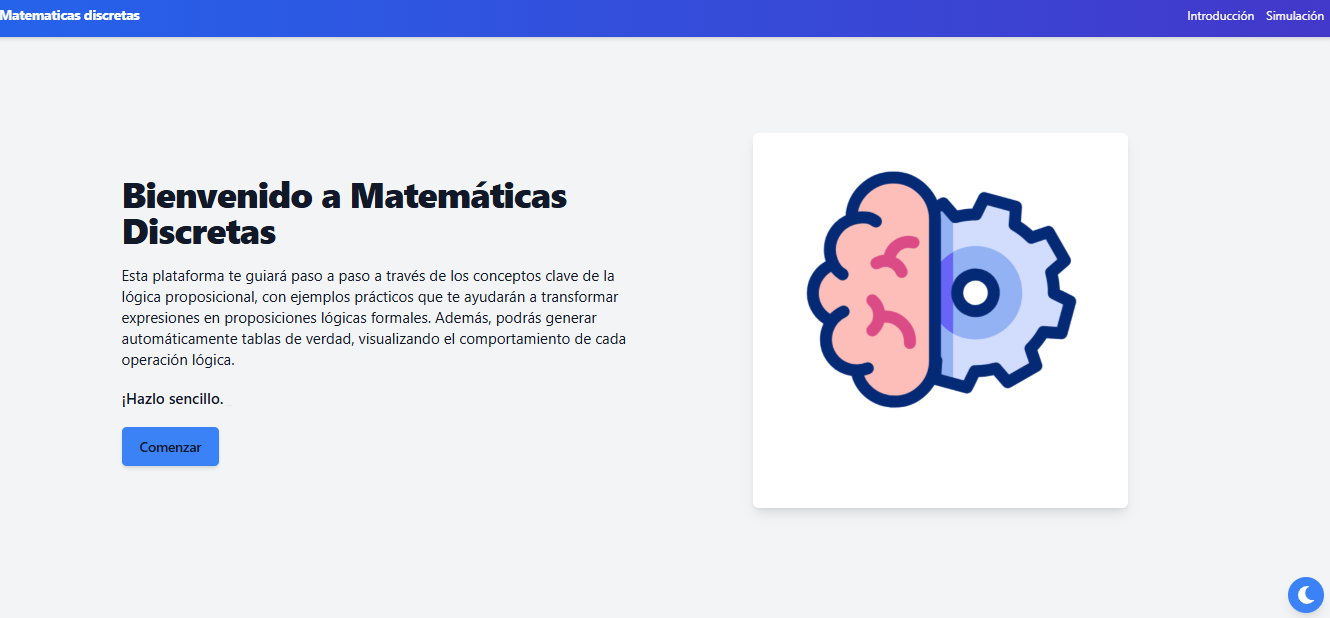 Matematicas discretas
Introducción Simulación
Bienvenido a Matemáticas
Discretas
Esta plataforma te guiará paso a paso a través de los conceptos clave de la
lógica proposicional, con ejemplos prácticos que te ayudarán a transformar
expresiones en proposiciones lógicas formales. Además, podrás generar
automáticamente tablas de verdad, visualizando el comportamiento de cada
operación lógica.
¡Hazlo sencillo.
Comenzar